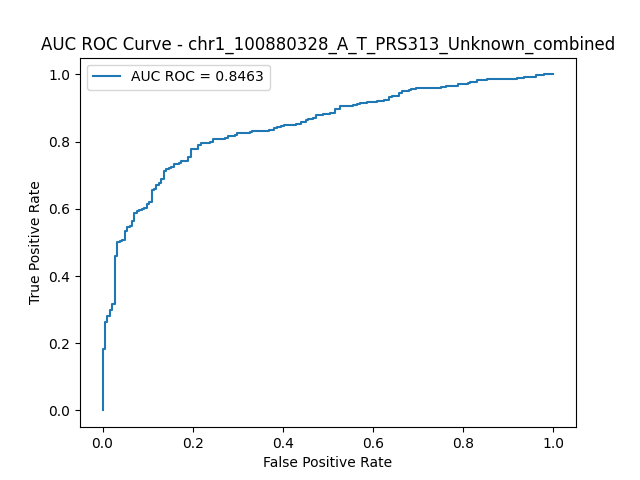 AUC ROC Curve - chr1_100880328_A_T_PRS313_Unknown_combined
AUC ROC = 0.8463
True Positive Rate
1.0
0.8
0.6
0.4
0.2
0.0
0.0 0.2 0.4 0.6 0.8 1.0
False Positive Rate